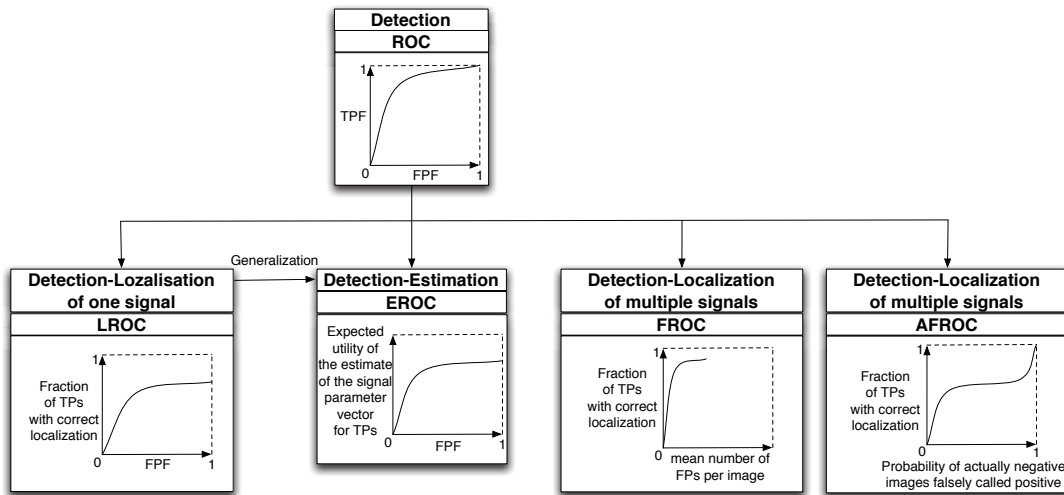 Detection
ROC
1
TPF
0
FPF
1
Generalization
Detection-Lozalisation
of one signal
LROC
1
Fraction
of TPs
with correct
localization
0
FPF
1
Detection-Estimation
EROC
Expected
utility of
the estimate
of the signal
parameter
vector
for TPs
1
0
FPF
1
Detection-Localization
of multiple signals
FROC
1
Fraction
of TPs
with correct
localization
0
mean number of
FPs per image
Detection-Localization
of multiple signals
AFROC
1
Fraction
of TPs
with correct
localization
0
1
Probability of actually negative
images falsely called positive